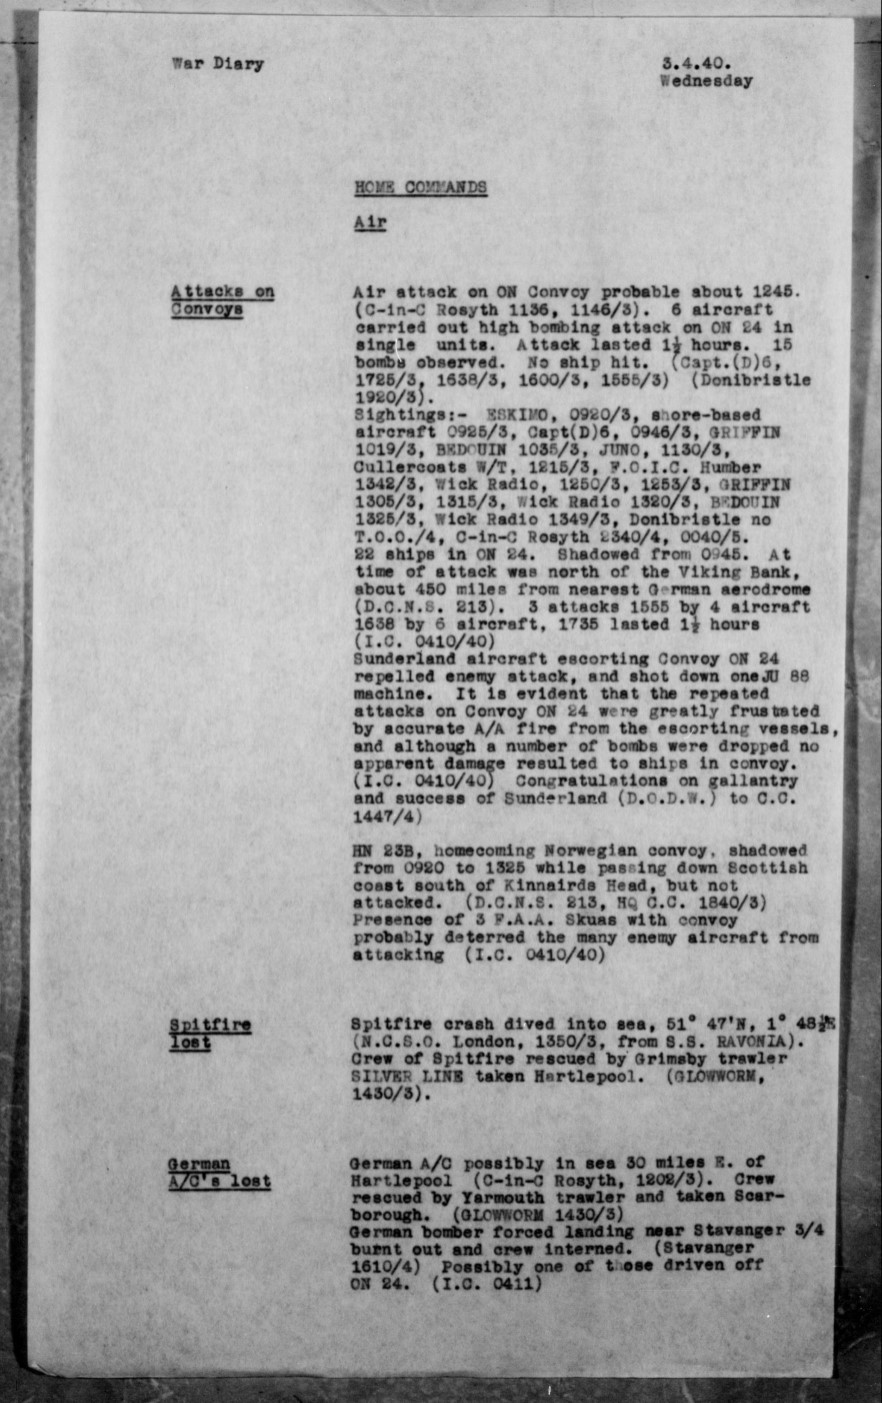 War Diary
3.4.40.
Wednesday
HOME COMMANDS
Air
Attacks on
Convoys
Air attack on ON Convoy probable about 1245.
(C-in-C Rosyth 1136, 1146/3). 6 aircraft
carried out high bombing attack on ON 24 in
single units. Attack lasted 1½ hours. 15
bombs observed. No ship hit. (Capt.(D)6,
1725/3, 1638/3, 1600/3, 1555/3) (Donibristle
1920/3).
Sightings:- ESKIMO, 0920/3, shore-based
aircraft 0925/3, Capt(D)6, 0946/3, GRIFFIN
1019/3, BEDOUIN 1035/3, JUNO, 1130/3,
Cullercoats W/T, 1215/3, F.O.I.C. Humber
1342/3, Wick Radio, 1250/3, 1253/3, GRIFFIN
1305/3, 1315/3, Wick Radio 1320/3, BEDOUIN
1325/3, Wick Radio 1349/3, Donibristle no
T.O.O./4, C-in-C Rosyth 2340/4, 0040/5.
22 ships in ON 24. Shadowed from 0945. At
time of attack was north of the Viking Bank,
about 450 miles from nearest German aerodrome
(D.C.N.S. 213). 3 attacks 1555 by 4 aircraft
1638 by 6 aircraft, 1735 lasted 1½ hours
(I.C. 0410/40)
Sunderland aircraft escorting Convoy ON 24
repelled enemy attack, and shot down one JU 88
machine. It is evident that the repeated
attacks on Convoy ON 24 were greatly frustated
by accurate A/A fire from the escorting vessels,
and although a number of bombs were dropped no
apparent damage resulted to ships in convoy.
(I.C. 0410/40) Congratulations on gallantry
and success of Sunderland (D.O.D.W.) to C.C.
1447/4)
HN 23B, homecoming Norwegian convoy, shadowed
from 0920 to 1325 while passing down Scottish
coast south of Kinnairds Head, but not
attacked. (D.C.N.S. 213, HQ C.C. 1840/3)
Presence of 3 F.A.A. Skuas with convoy
probably deterred the many enemy aircraft from
attacking (I.C. 0410/40)
Spitfire
lost
Spitfire crash dived into sea, 51° 47'N, 1° 48½'E
(N.C.S.O. London, 1350/3, from S.S. RAVONIA).
Crew of Spitfire rescued by Grimsby trawler
SILVER LINE taken Hartlepool. (GLOWWORM,
1430/3).
German
A/C's lost
German A/C possibly in sea 30 miles E. of
Hartlepool (C-in-C Rosyth, 1202/3). Crew
rescued by Yarmouth trawler and taken Scar-
borough. (GLOWWORM 1430/3)
German bomber forced landing near Stavanger 3/4
burnt out and crew interned. (Stavanger
1610/4) Possibly one of those driven off
ON 24. (I.C. 0411)